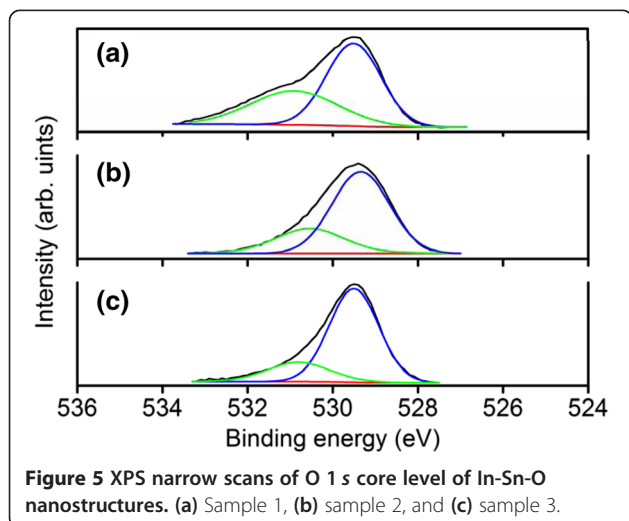 (a)
(b)
(c)
Intensity (arb. uints)
536 534 532 530 528 526 524
Binding energy (eV)
Figure 5 XPS narrow scans of O 1 s core level of In-Sn-O
nanostructures. (a) Sample 1, (b) sample 2, and (c) sample 3.